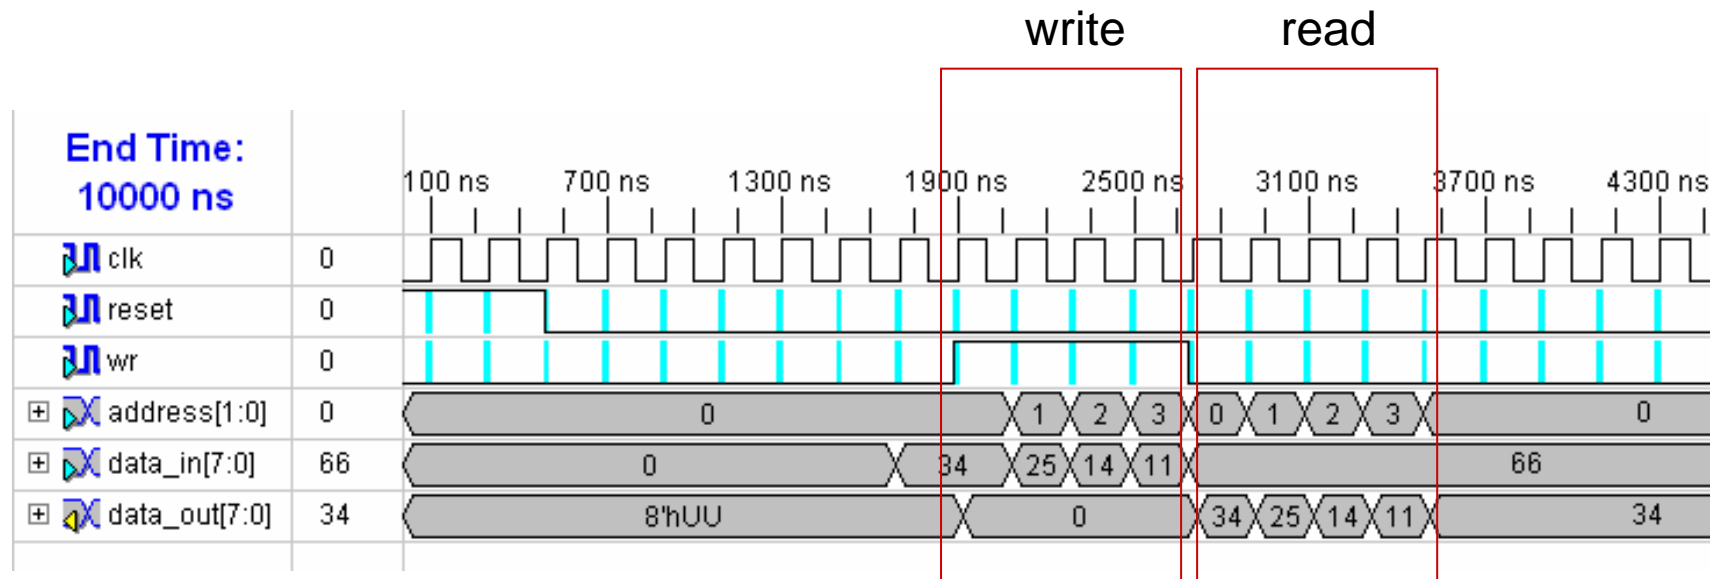 write read
End Time:
10000 ns
100 ns 700 ns 1300 ns 1900 ns 2500 ns 3100 ns 3700 ns 4300 ns
clk 0
reset 0
wr 0
address[1:0] 0 0 1 2 3 0 1 2 3 0
data_in[7:0] 66 0 34 25 14 11 66
data_out[7:0] 34 8'hUU 0 34 25 14 11 34